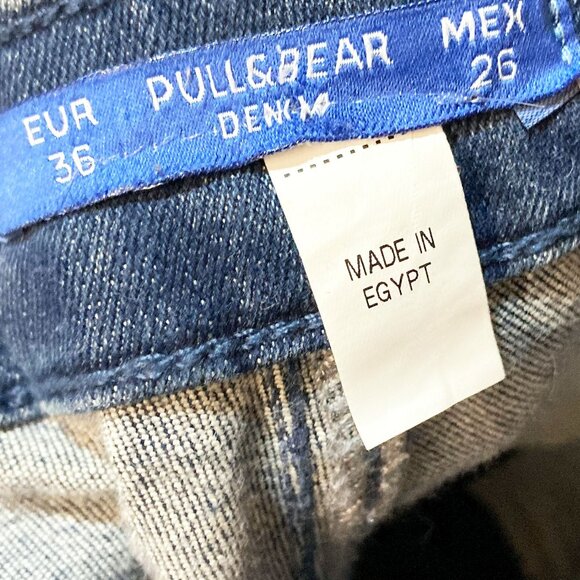 EUR PULL&BEAR MEX
36 DENIM 26
MADE IN
EGYPT